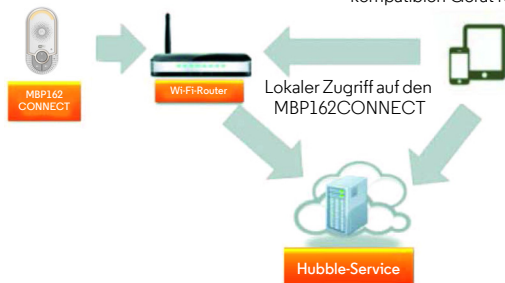 MBP162
CONNECT
Wi-Fi-Router
Lokaler Zugriff auf den
MBP162CONNECT
Hubble-Service